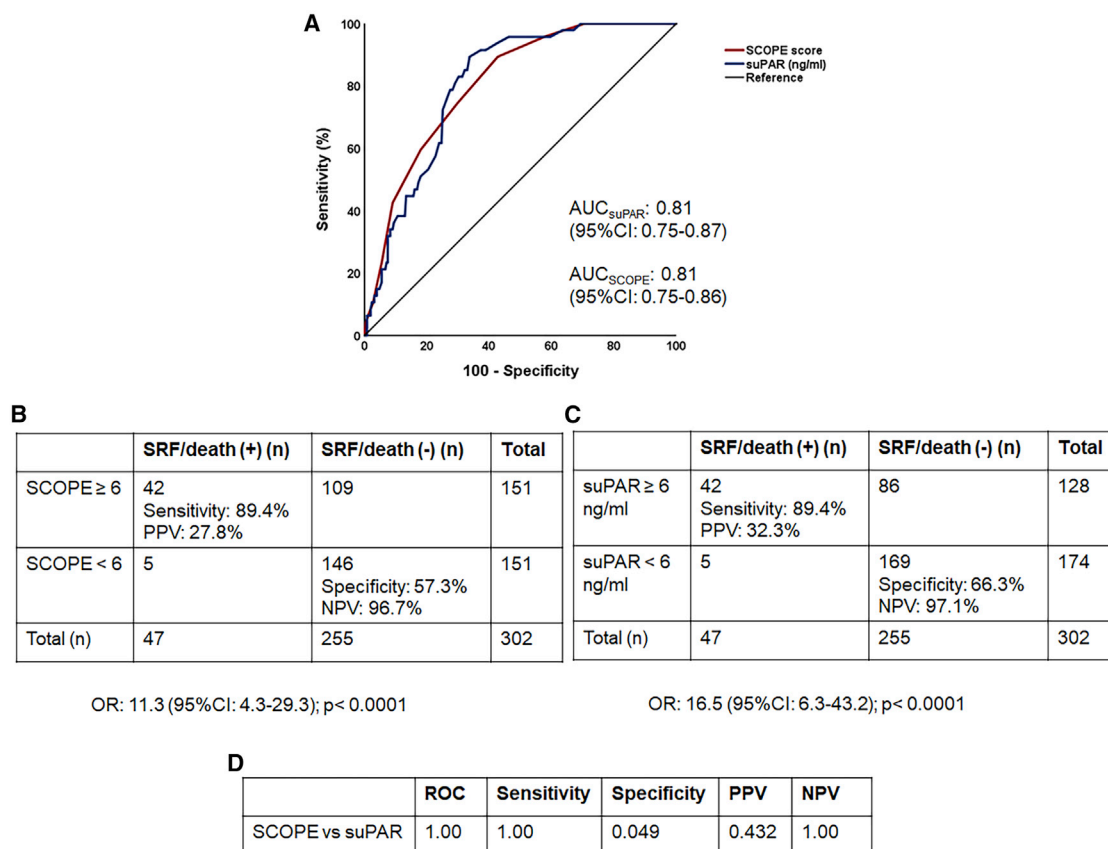 A
100
80
60
40
20
0
Sensitivity (%)
0 20 40 60 80 100
100 - Specificity
SCOPE score
suPAR (ng/ml)
Reference
AUCsuPAR: 0.81
(95%CI: 0.75-0.87)
AUCSCOPE: 0.81
(95%CI: 0.75-0.86)
B
SRF/death (+) (n) SRF/death (-) (n) Total
SCOPE ≥ 6 42 109 151
Sensitivity: 89.4%
PPV: 27.8%
SCOPE < 6 5 146 151
Specificity: 57.3%
NPV: 96.7%
Total (n) 47 255 302
OR: 11.3 (95%CI: 4.3-29.3); p< 0.0001
C
SRF/death (+) (n) SRF/death (-) (n) Total
suPAR ≥ 6 42 86 128
ng/ml Sensitivity: 89.4%
PPV: 32.3%
suPAR < 6 5 169 174
ng/ml Specificity: 66.3%
NPV: 97.1%
Total (n) 47 255 302
OR: 16.5 (95%CI: 6.3-43.2); p< 0.0001
D
ROC Sensitivity Specificity PPV NPV
SCOPE vs suPAR 1.00 1.00 0.049 0.432 1.00